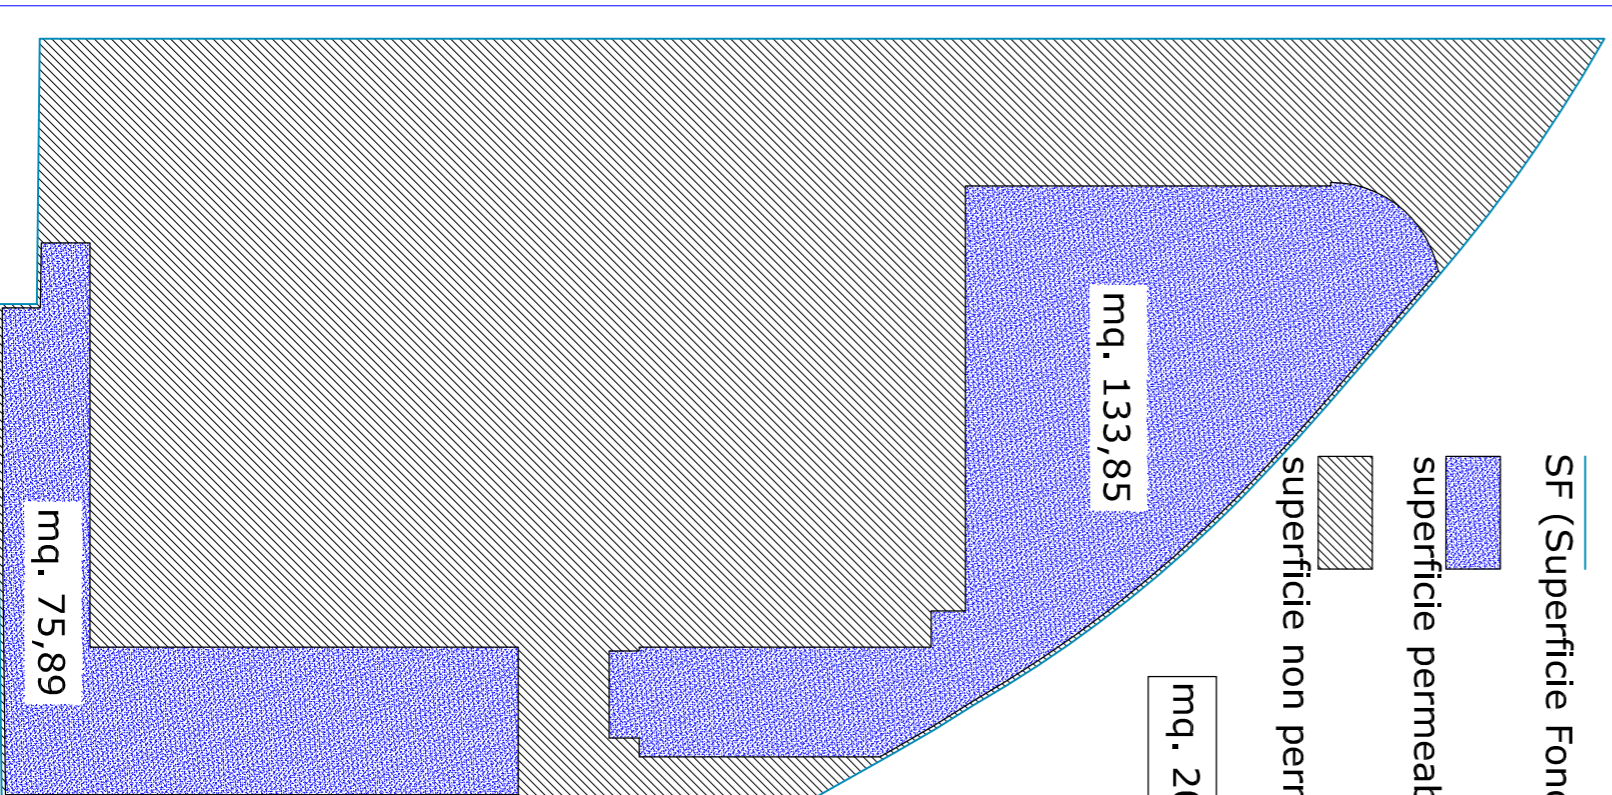 SF (Superficie
superficie
superficie non
mq. 133,85
mq. 75,89
mq.